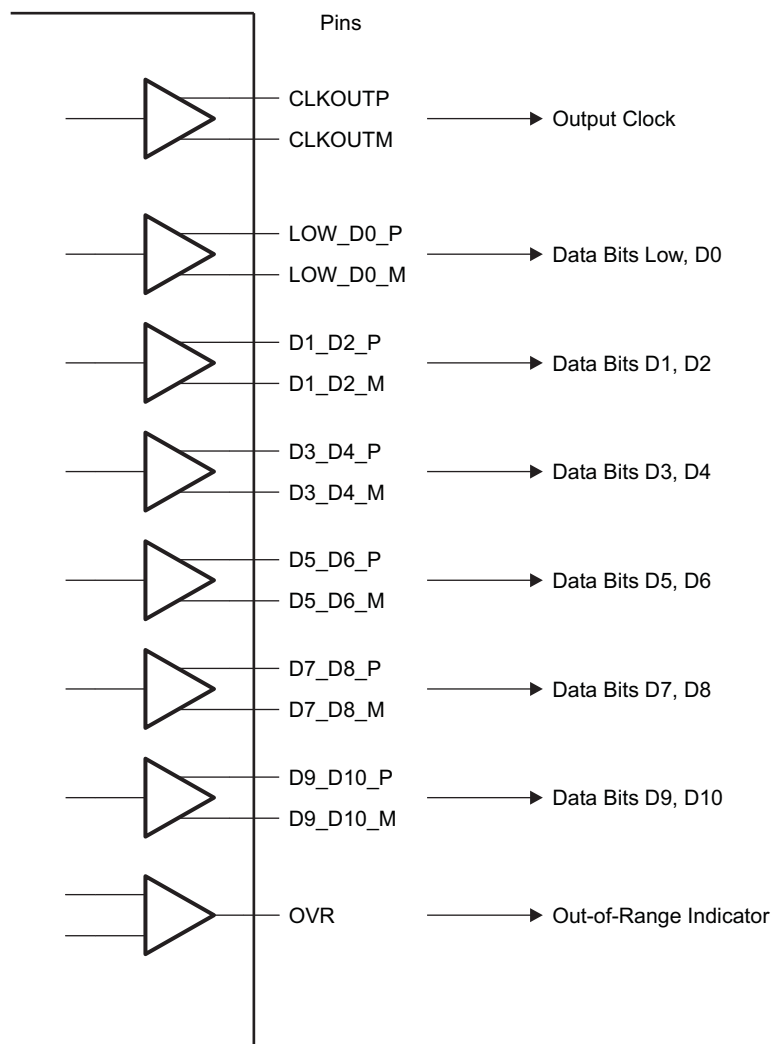 Pins
CLKOUTP
CLKOUTM
Output Clock
LOW_D0_P
LOW_D0_M
Data Bits Low, D0
D1_D2_P
D1_D2_M
Data Bits D1, D2
D3_D4_P
D3_D4_M
Data Bits D3, D4
D5_D6_P
D5_D6_M
Data Bits D5, D6
D7_D8_P
D7_D8_M
Data Bits D7, D8
D9_D10_P
D9_D10_M
Data Bits D9, D10
OVR
Out-of-Range Indicator